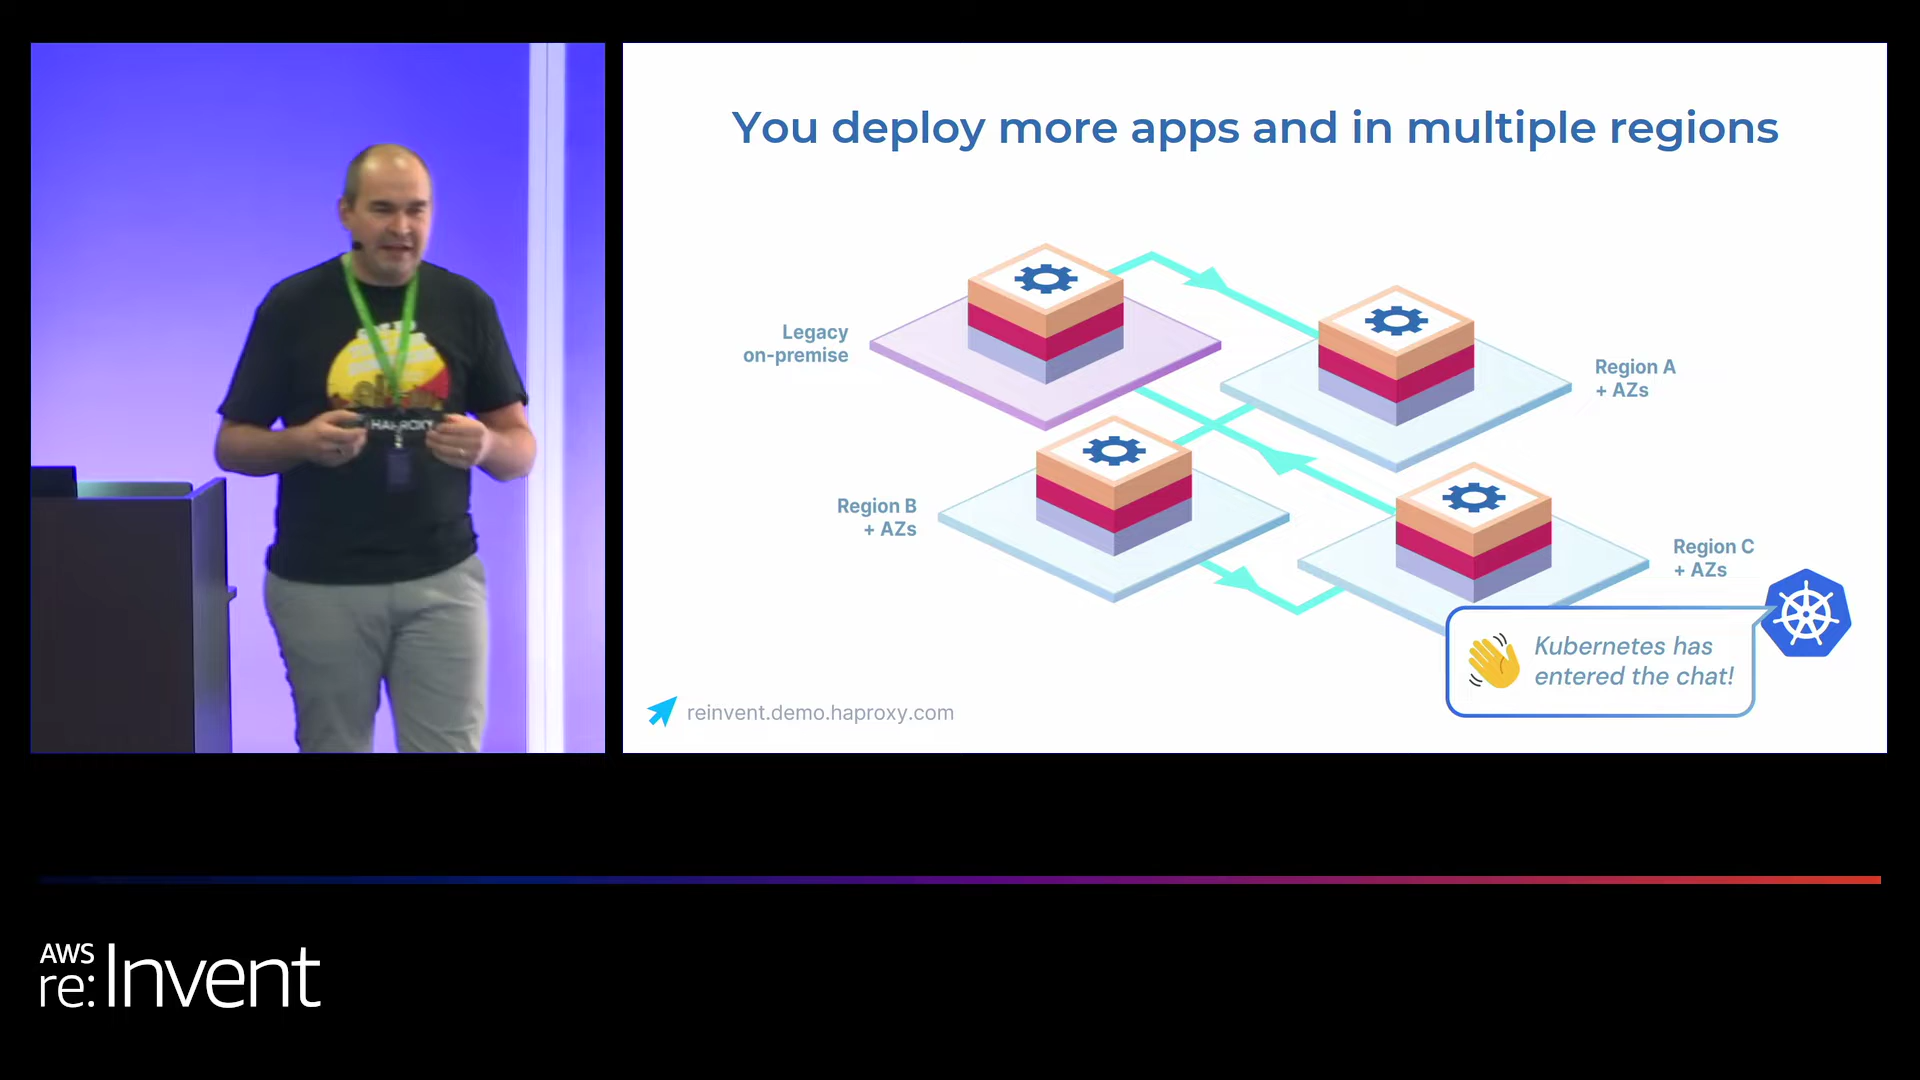 You deploy more apps and in multiple regions
Legacy
on-premise
Region A
+ AZs
Region B
+ AZs
Region C
+ AZs
Kubernetes has
entered the chat!
reinvent.demo.haproxy.com
HAPROXY
AWS
re:Invent